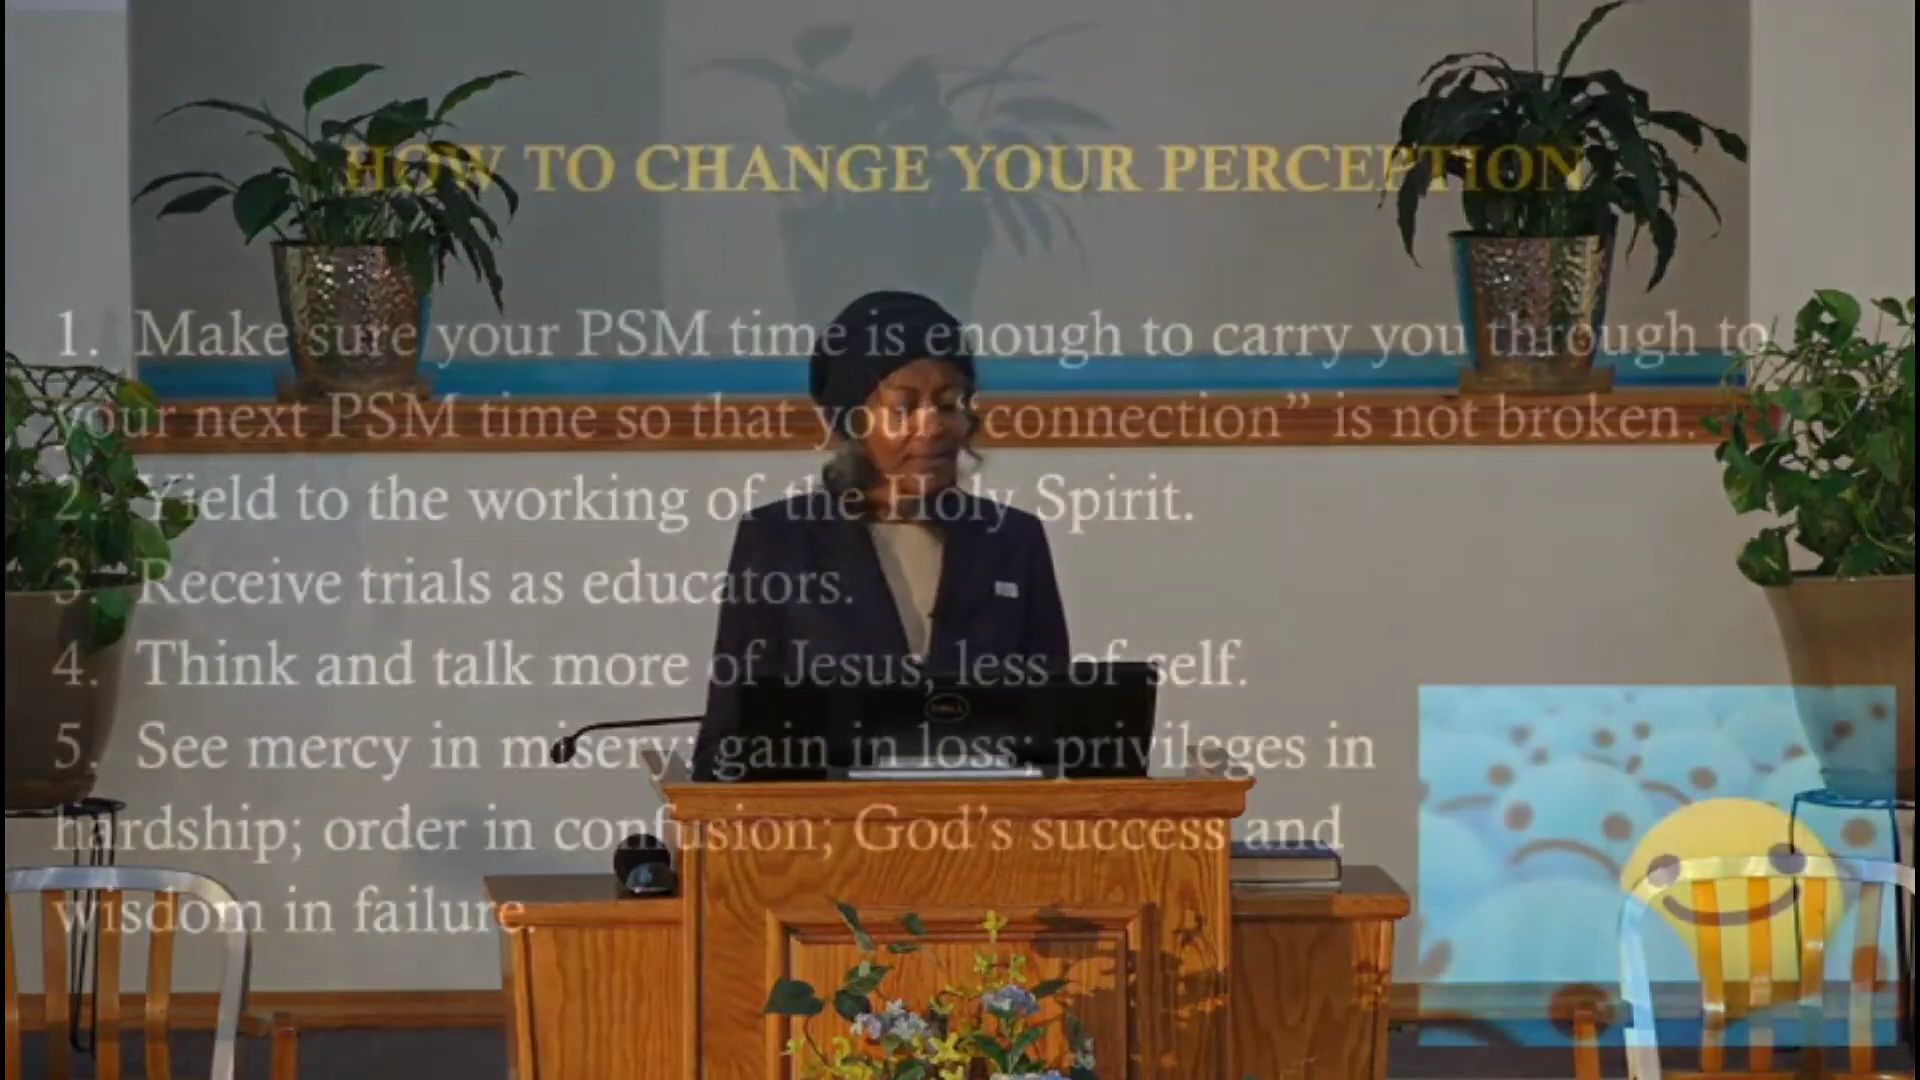 HOW TO CHANGE YOUR PERCEPTION
1. Make sure your PSM time is enough to carry you through to
your next PSM time so that your “connection” is not broken.
2. Yield to the working of the Holy Spirit.
3. Receive trials as educators.
4. Think and talk more of Jesus, less of self.
5. See mercy in misery; gain in loss; privileges in
hardship; order in confusion; God’s success and
wisdom in failure.
DELL